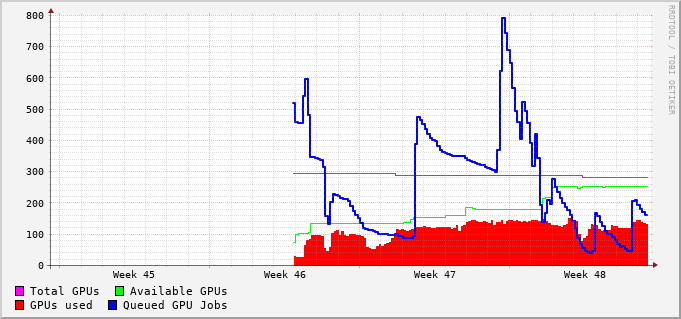 800
700
600
500
400
300
200
100
0
Week 45 Week 46 Week 47 Week 48
Total GPUs Available GPUs
GPUs used Queued GPU Jobs
RRDTOOL / TOBI OETIKER